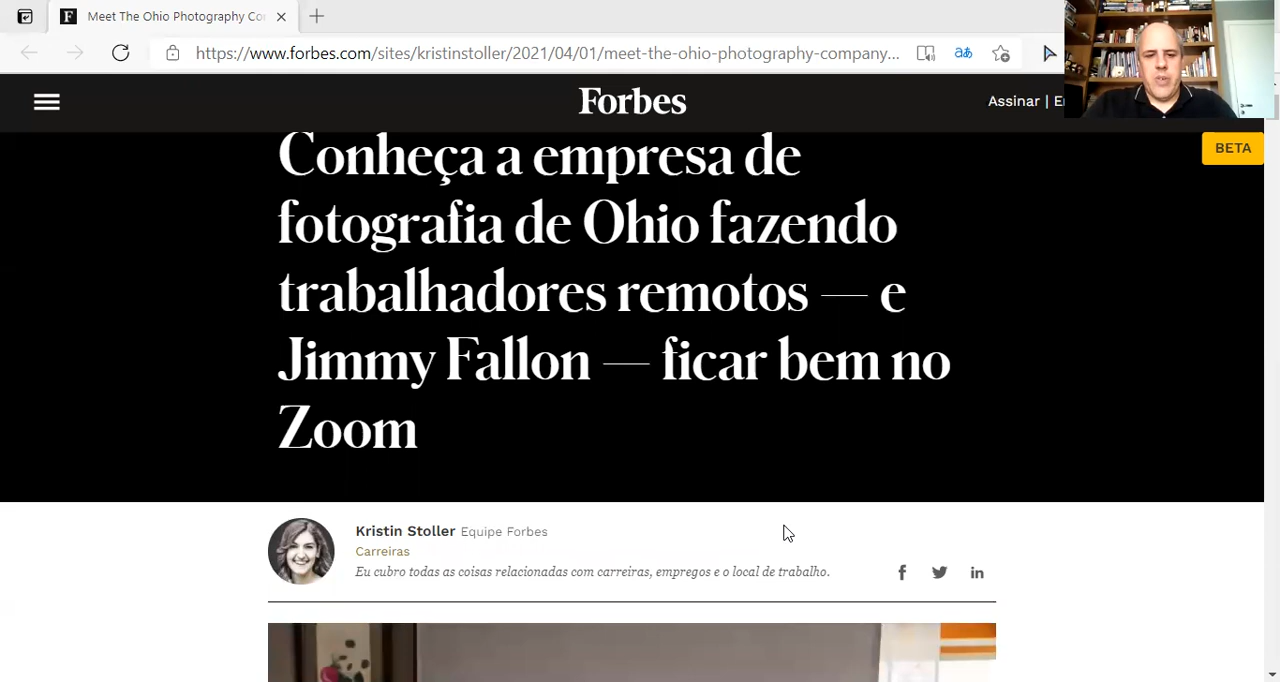 Meet The Ohio Photography Co
https://www.forbes.com/sites/kristinstoller/2021/04/01/meet-the-ohio-photography-company...
aあ
Forbes
Assinar |
BETA
Conheça a empresa de
fotografia de Ohio fazendo
trabalhadores remotos — e
Jimmy Fallon — ficar bem no
Zoom
Kristin Stoller Equipe Forbes
Carreiras
Eu cubro todas as coisas relacionadas com carreiras, empregos e o local de trabalho.